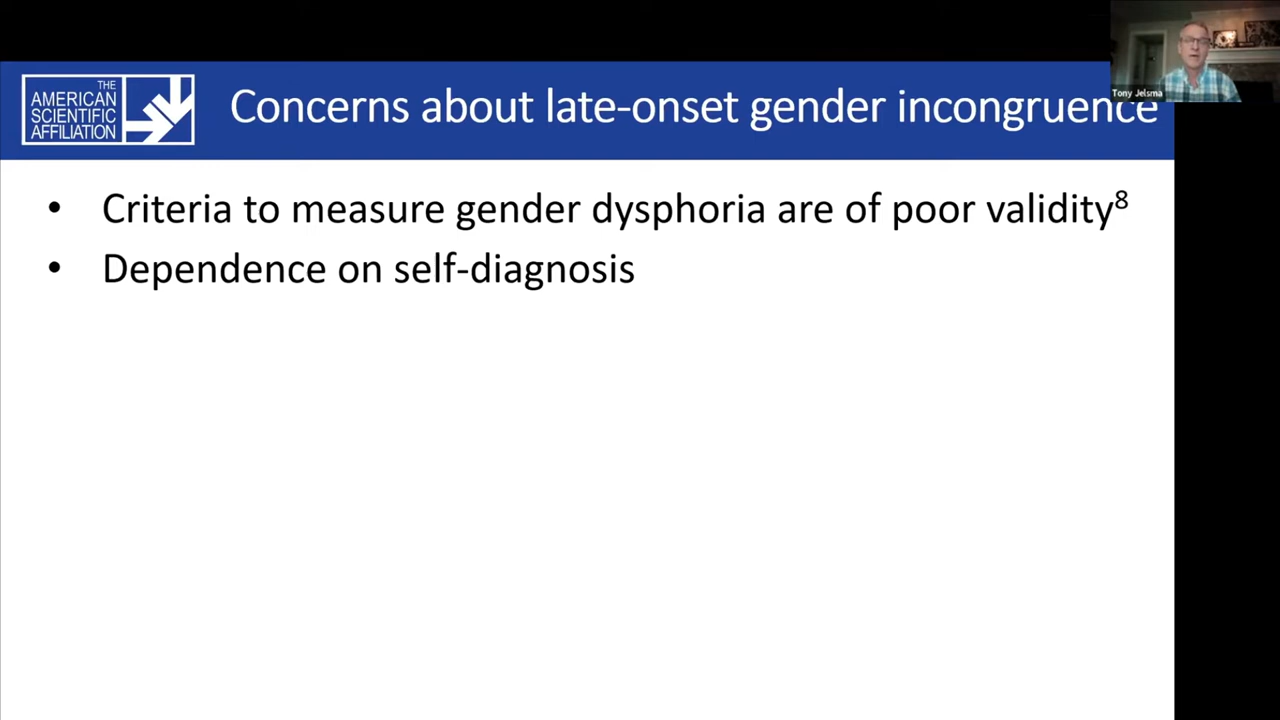 THE
AMERICAN
SCIENTIFIC
AFFILIATION
Concerns about late-onset gender incongruence
Tony Jelsma
• Criteria to measure gender dysphoria are of poor validity8
• Dependence on self-diagnosis